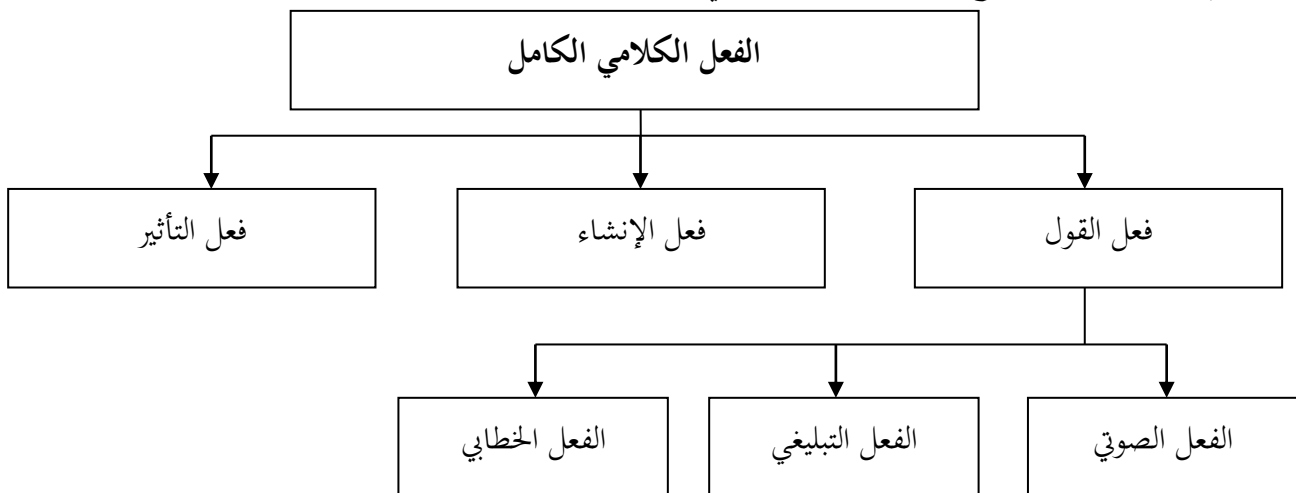 الفعل الكلامي الكامل
فعل القول
فعل الإنشاء
فعل التأثير
الفعل الصوتي
الفعل التبليغي
الفعل الخطابي